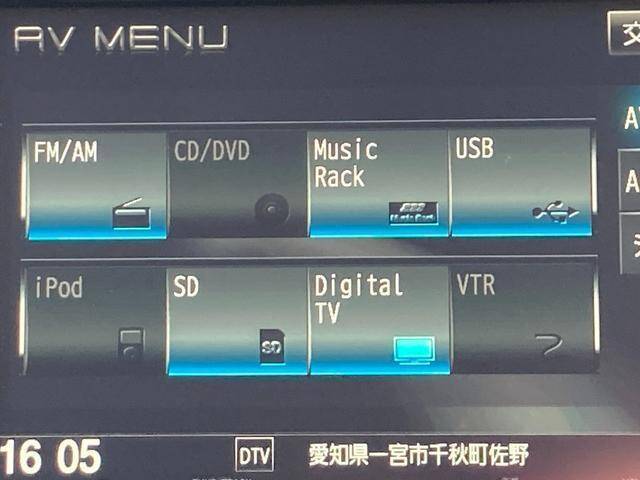 AV MENU
交
FM/AM
CD/DVD
Music
Rack
USB
iPod
SD
SD
Digital
TV
VTR
16 05
DTV
愛知県一宮市千秋町佐野